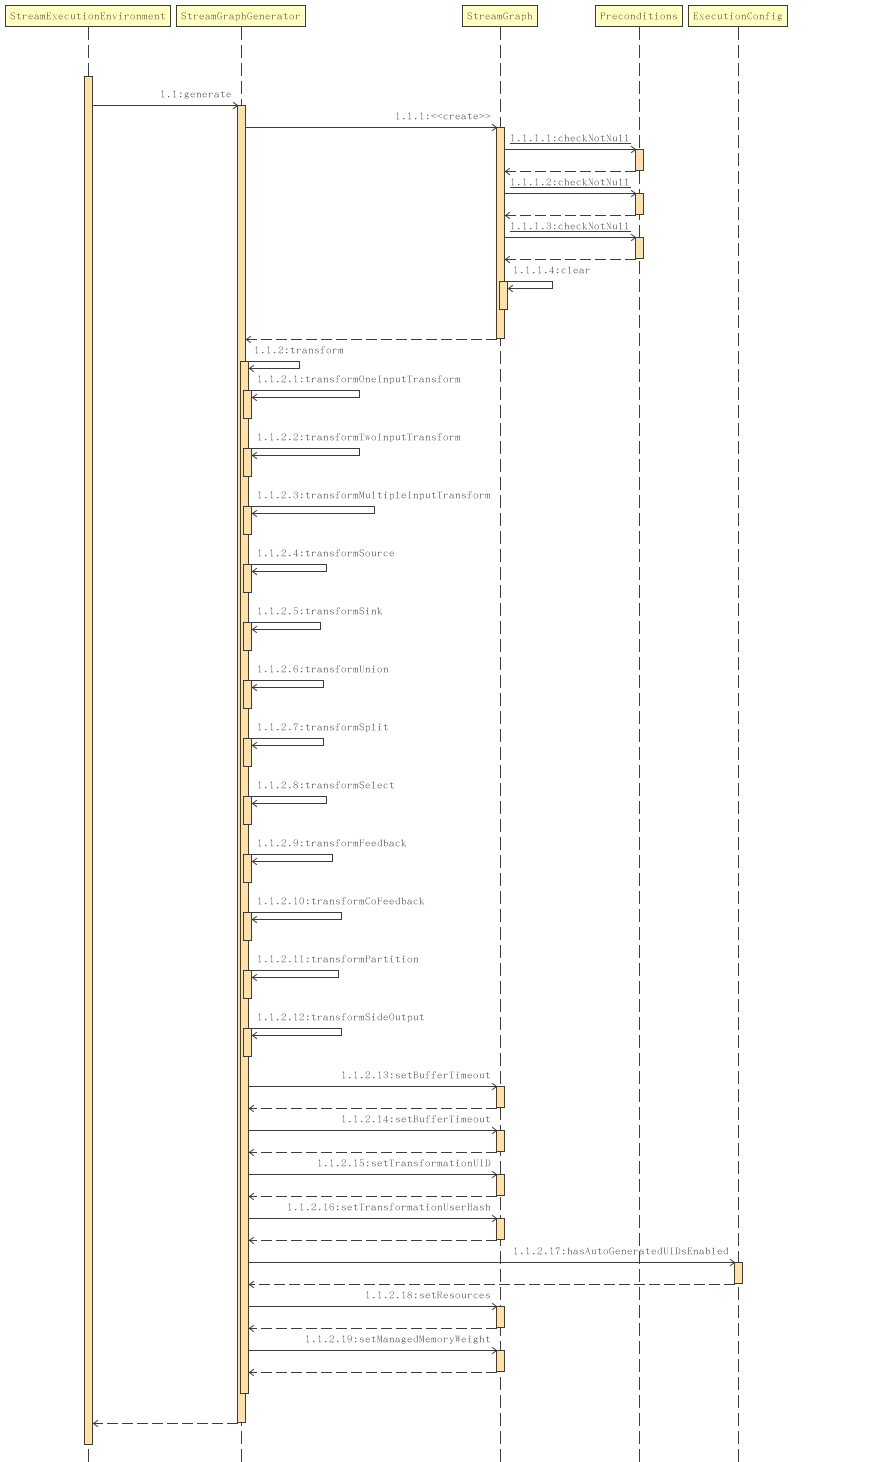 StreamExecutionEnvironment StreamGraphGenerator StreamGraph Preconditions ExecutionConfig
1.1:generate
1.1.1:<<create>>
1.1.1.1:checkNotNull
1.1.1.2:checkNotNull
1.1.1.3:checkNotNull
1.1.1.4:clear
1.1.2:transform
1.1.2.1:transformOneInputTransform
1.1.2.2:transformTwoInputTransform
1.1.2.3:transformMultipleInputTransform
1.1.2.4:transformSource
1.1.2.5:transformSink
1.1.2.6:transformUnion
1.1.2.7:transformSplit
1.1.2.8:transformSelect
1.1.2.9:transformFeedback
1.1.2.10:transformCoFeedback
1.1.2.11:transformPartition
1.1.2.12:transformSideOutput
1.1.2.13:setBufferTimeout
1.1.2.14:setBufferTimeout
1.1.2.15:setTransformationUID
1.1.2.16:setTransformationUserHash
1.1.2.17:hasAutoGeneratedUIDsEnabled
1.1.2.18:setResources
1.1.2.19:setManagedMemoryWeight